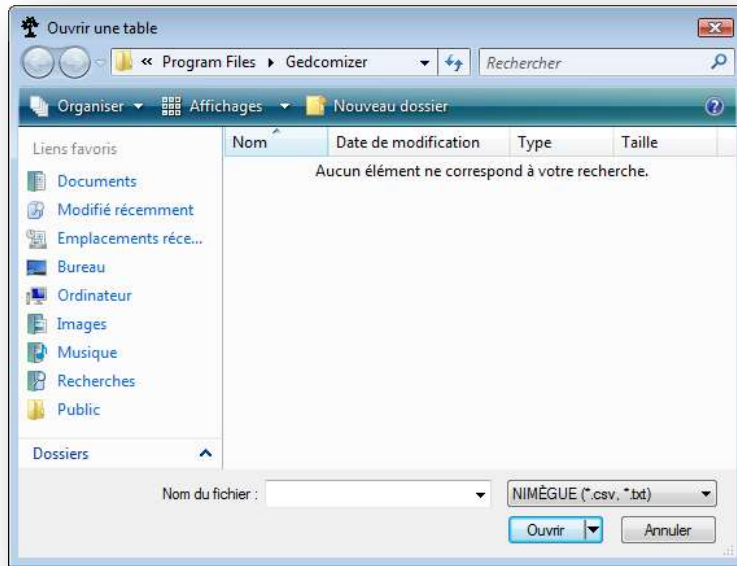 Ouvrir une table
« Program Files Gedcomizer
Rechercher
Organiser Affichages Nouveau dossier
Liens favoris
Nom Date de modification Type Taille
Aucun élément ne correspond à votre recherche.
Documents
Modifié récemment
Emplacements réce...
Bureau
Ordinateur
Images
Musique
Recherches
Public
Dossiers
Nom du fichier :
NIMÈGUE (*.csv, *.txt)
Ouvrir
Annuler